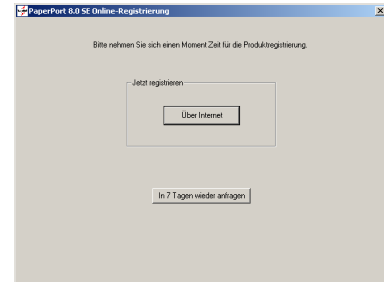 PaperPort 8.0 SE Online-Registrierung
Bitte nehmen Sie sich einen Moment Zeit für die Produktregistrierung.
Jetzt registrieren
Über Internet
In 7 Tagen wieder anfragen